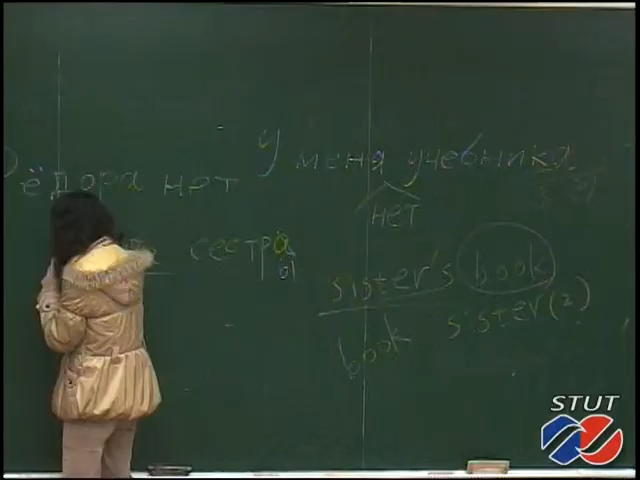 ёдора нет
У меня учебника
нет
сестра
ы
sister's book
book sister(2)
STUT